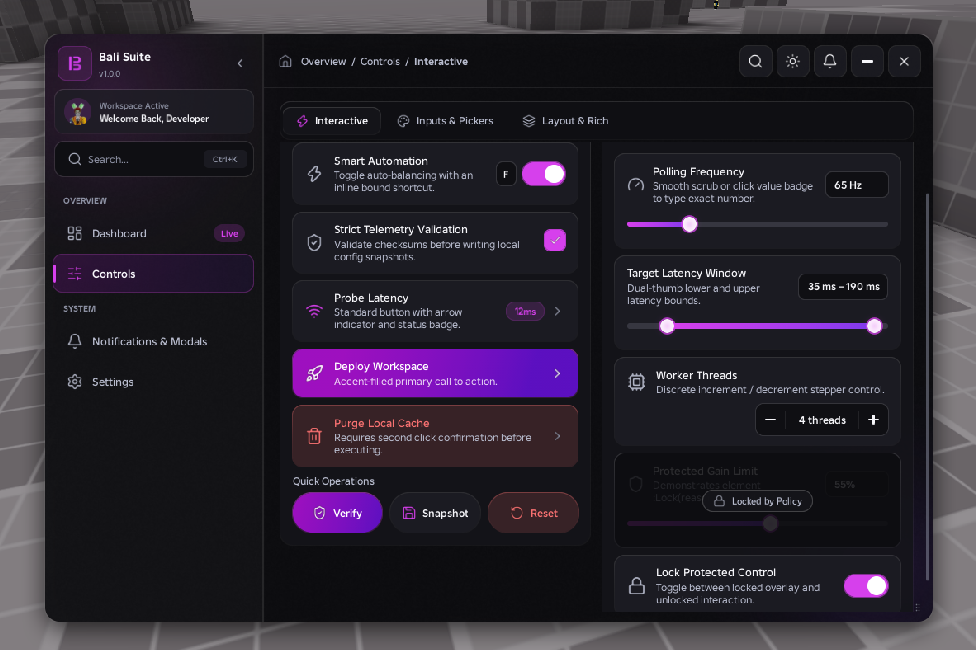 Bali Suite
v1.0.0
Workspace Active
Welcome Back, Developer
Search...
Ctrl+K
OVERVIEW
Dashboard
Live
Controls
SYSTEM
Notifications & Modals
Settings
Overview / Controls / Interactive
Interactive
Inputs & Pickers
Layout & Rich
Smart Automation
Toggle auto-balancing with an
inline bound shortcut.
F
Strict Telemetry Validation
Validate checksums before writing local
config snapshots.
Probe Latency
Standard button with arrow
indicator and status badge.
12ms
Deploy Workspace
Accent-filled primary call to action.
Purge Local Cache
Requires second click confirmation before
executing.
Quick Operations
Verify
Snapshot
Reset
Polling Frequency
Smooth scrub or click value badge
to type exact number.
65 Hz
Target Latency Window
Dual-thumb lower and upper
latency bounds.
35 ms – 190 ms
Worker Threads
Discrete increment / decrement stepper control.
4 threads
Protected Gain Limit
Demonstrates element
Lock(reas
55%
Locked by Policy
Lock Protected Control
Toggle between locked overlay and
unlocked interaction.